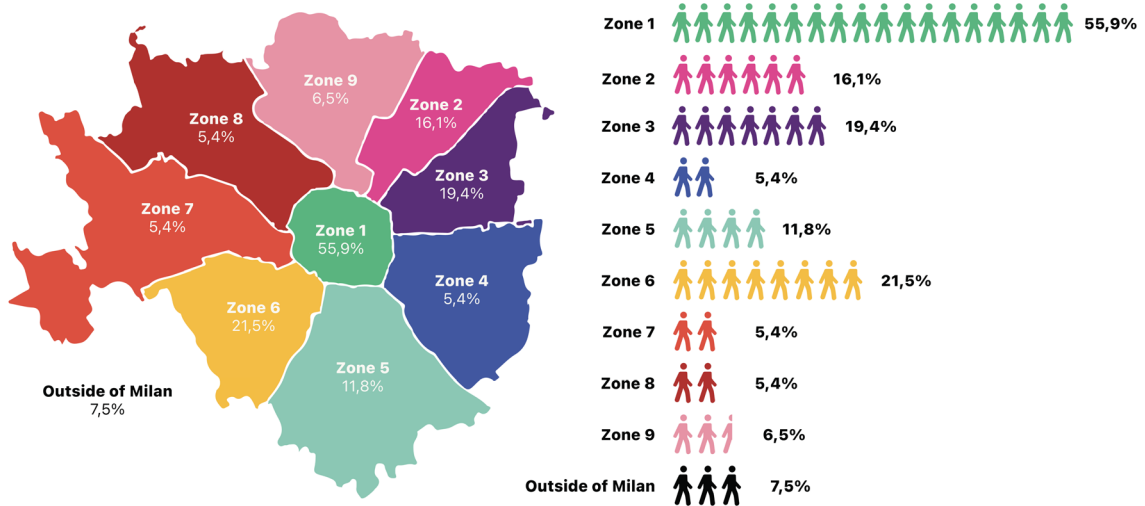 Zone 9
6,5%
Zone 2
16,1%
Zone 8
5,4%
Zone 3
19,4%
Zone 7
5,4%
Zone 1
55,9%
Zone 4
5,4%
Zone 6
21,5%
Zone 5
11,8%
Outside of Milan
7,5%
Zone 1 55,9%
Zone 2 16,1%
Zone 3 19,4%
Zone 4 5,4%
Zone 5 11,8%
Zone 6 21,5%
Zone 7 5,4%
Zone 8 5,4%
Zone 9 6,5%
Outside of Milan 7,5%